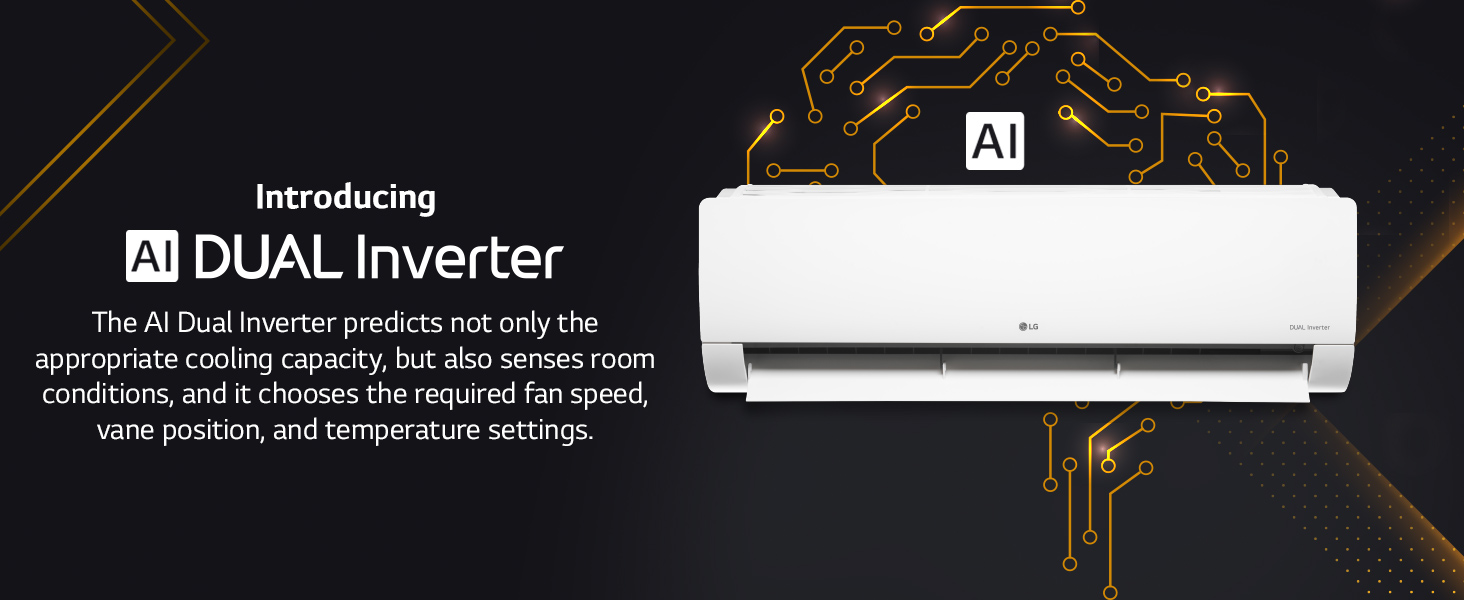 Introducing
AI DUAL Inverter
The AI Dual Inverter predicts not only the
appropriate cooling capacity, but also senses room
conditions, and it chooses the required fan speed,
vane position, and temperature settings.
AI
LG
DUAL Inverter